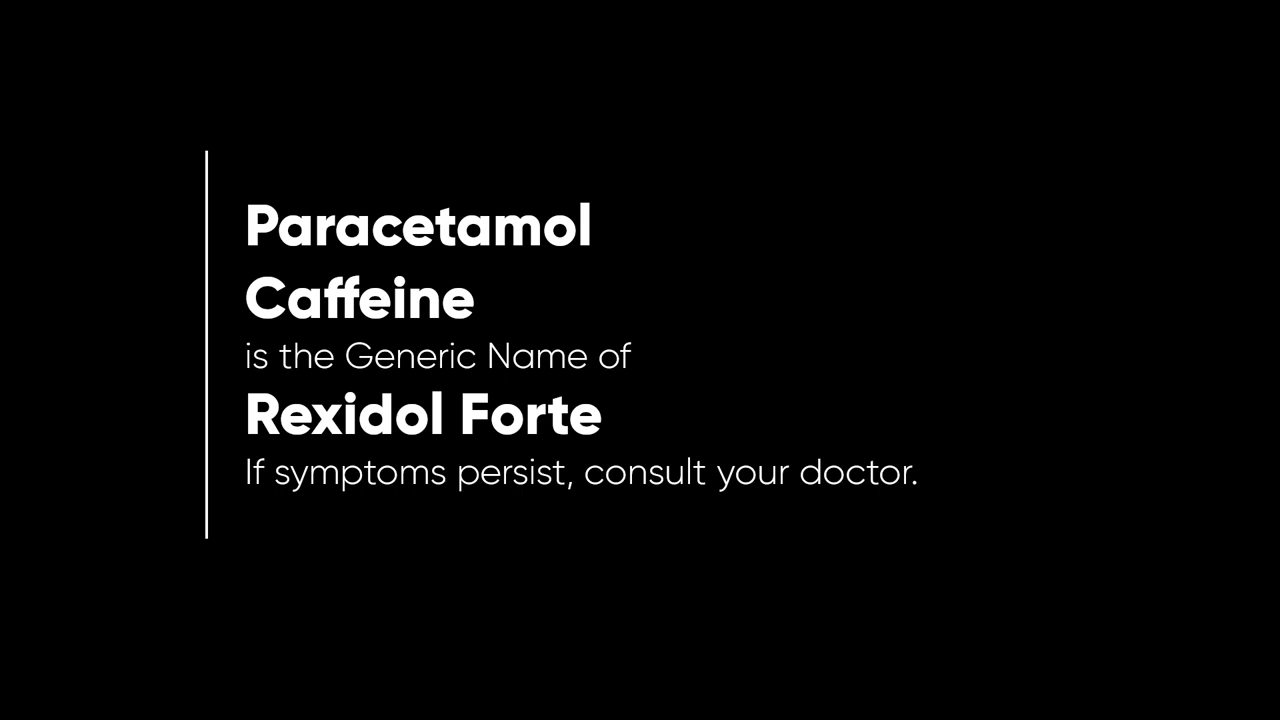 Paracetamol
Caffeine
is the Generic Name of
Rexidol Forte
If symptoms persist, consult your doctor.